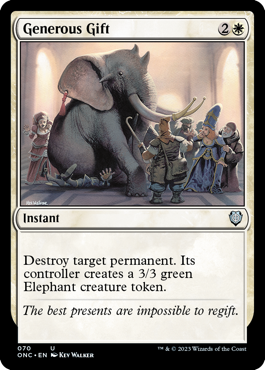 Generous Gift 2
Instant
Destroy target permanent. Its
controller creates a 3/3 green
Elephant creature token.
The best presents are impossible to regift.
070 U
ONC • EN KEY WALKER ™ & © 2023 Wizards of the Coast